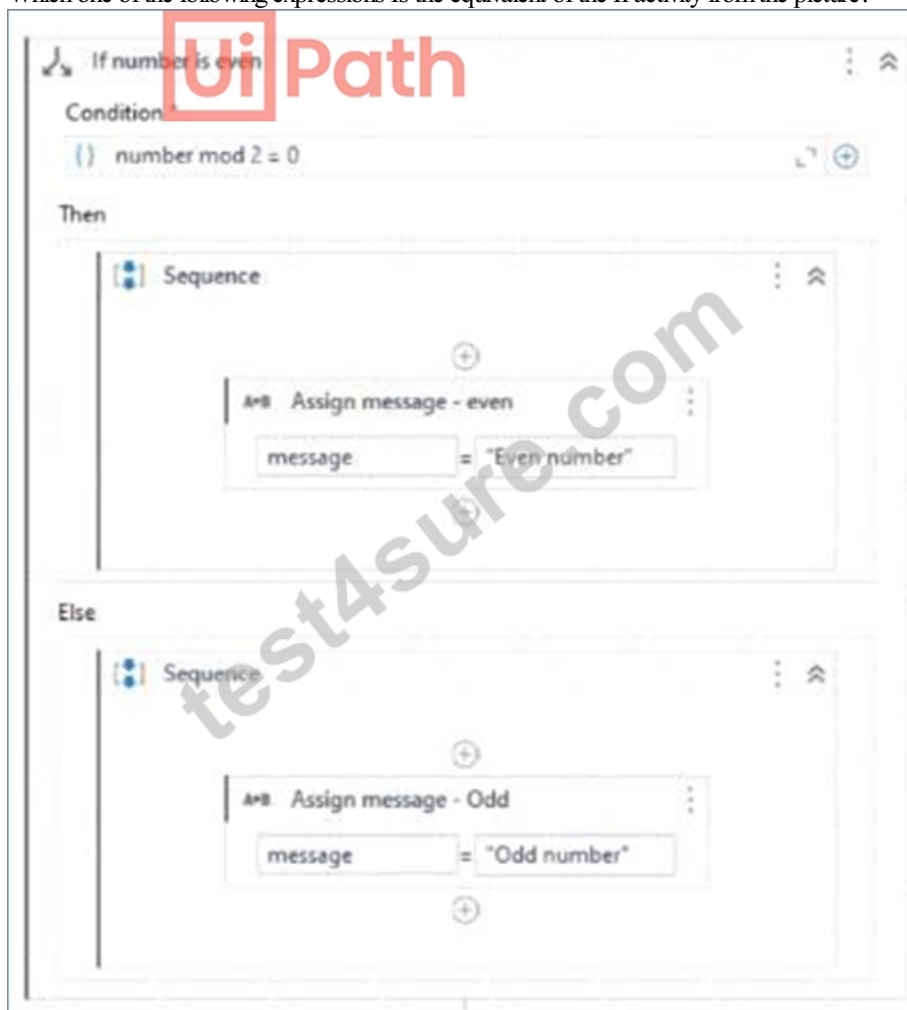 Which one of the following expressions Is the equivalent of the If activity from the picture?
If number is even
Ui Path
Condition *
{} number mod 2 = 0
Then
Sequence
A+B Assign message - even
message = "Even number"
Else
Sequence
A+B Assign message - Odd
message = "Odd number"
test4sure.com